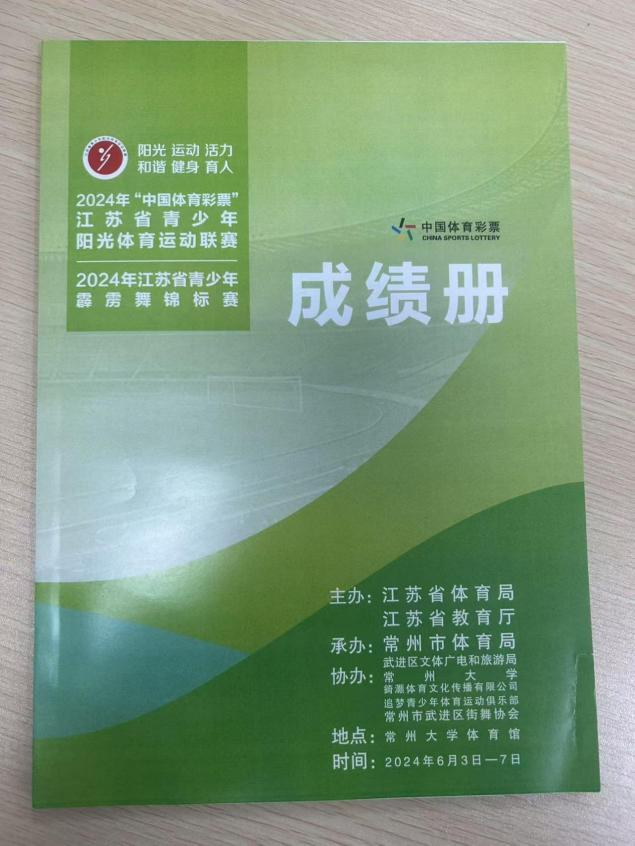 阳光 运动 活力
和谐 健身 育人
2024年“中国体育彩票”
江苏省青少年
阳光体育运动联赛
2024年江苏省青少年
霹雳舞锦标赛
中国体育彩票
CHINA SPORTS LOTTERY
成绩册
主办：江苏省体育局
江苏省教育厅
承办：常州市体育局
协办：武进区文体广电和旅游局
常州大学
体育文化传播有限公司
追梦青少年体育运动俱乐部
常州市武进区街舞协会
地点：常州大学体育馆
时间：2024年6月3日—7日